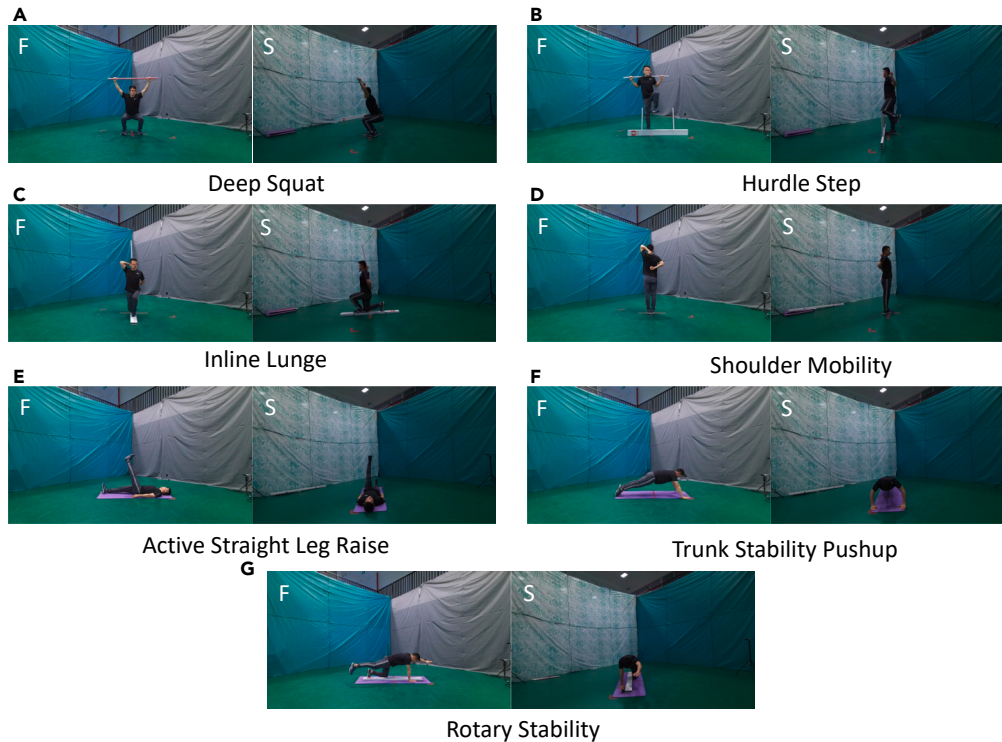 A
B
F
S
F
S
Deep Squat
Hurdle Step
C
D
F
S
F
S
Inline Lunge
Shoulder Mobility
E
F
F
S
F
S
Active Straight Leg Raise
Trunk Stability Pushup
G
F
S
Rotary Stability